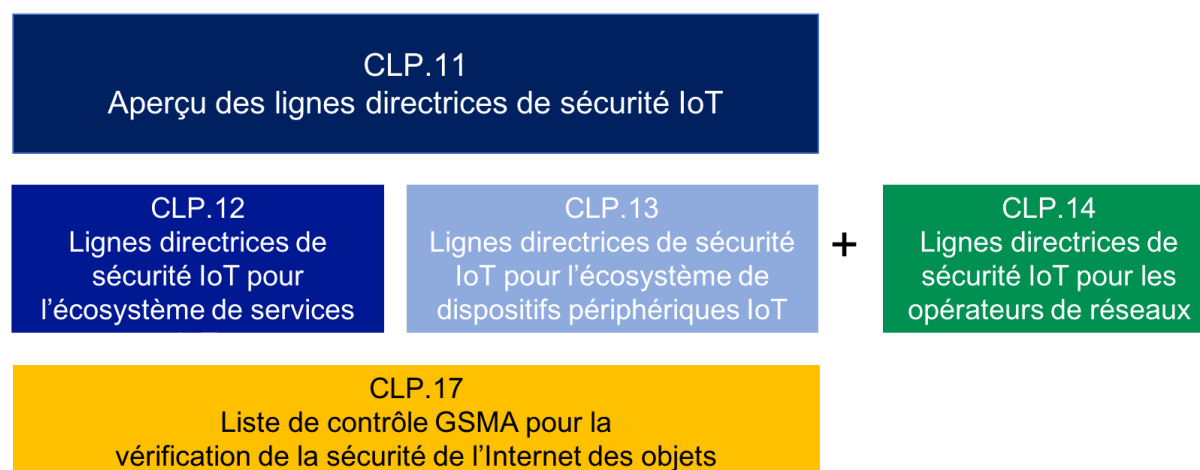 CLP.11
Aperçu des lignes directrices de sécurité IoT
CLP.12
Lignes directrices de
sécurité IoT pour
l’écosystème de services
CLP.13
Lignes directrices de sécurité
IoT pour l’écosystème de
dispositifs périphériques IoT
+
CLP.14
Lignes directrices de
sécurité IoT pour les
opérateurs de réseaux
CLP.17
Liste de contrôle GSMA pour la
vérification de la sécurité de l’Internet des objets